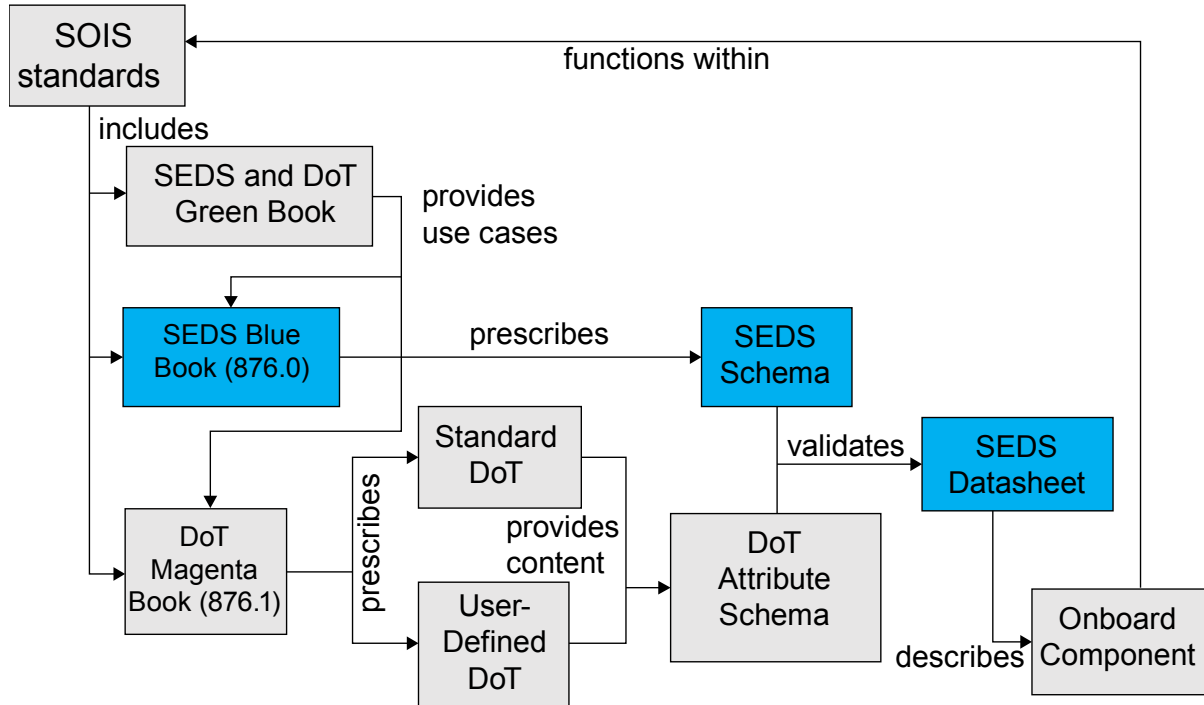 SOIS
standards
functions within
includes
SEDS and DoT
Green Book
provides
use cases
SEDS Blue
Book (876.0)
prescribes
SEDS
Schema
Standard
DoT
validates
SEDS
Datasheet
prescribes
provides
content
DoT
Magenta
Book (876.1)
DoT
Attribute
Schema
User-
Defined
DoT
describes
Onboard
Component